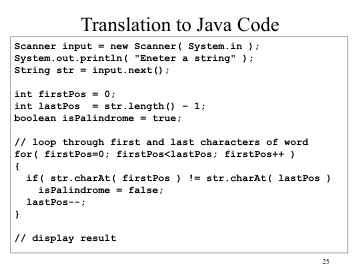 Translation to Java Code
Scanner input = new Scanner( System.in );
System.out.println( "Eneter a string" );
String str = input.next();

int firstPos = 0;
int lastPos  = str.length() - 1;
boolean isPalindrome = true;

// loop through first and last characters of word
for( firstPos=0; firstPos<lastPos; firstPos++ )
{
  if( str.charAt( firstPos ) != str.charAt( lastPos )
    isPalindrome = false;
  lastPos--;
}

// display result
25